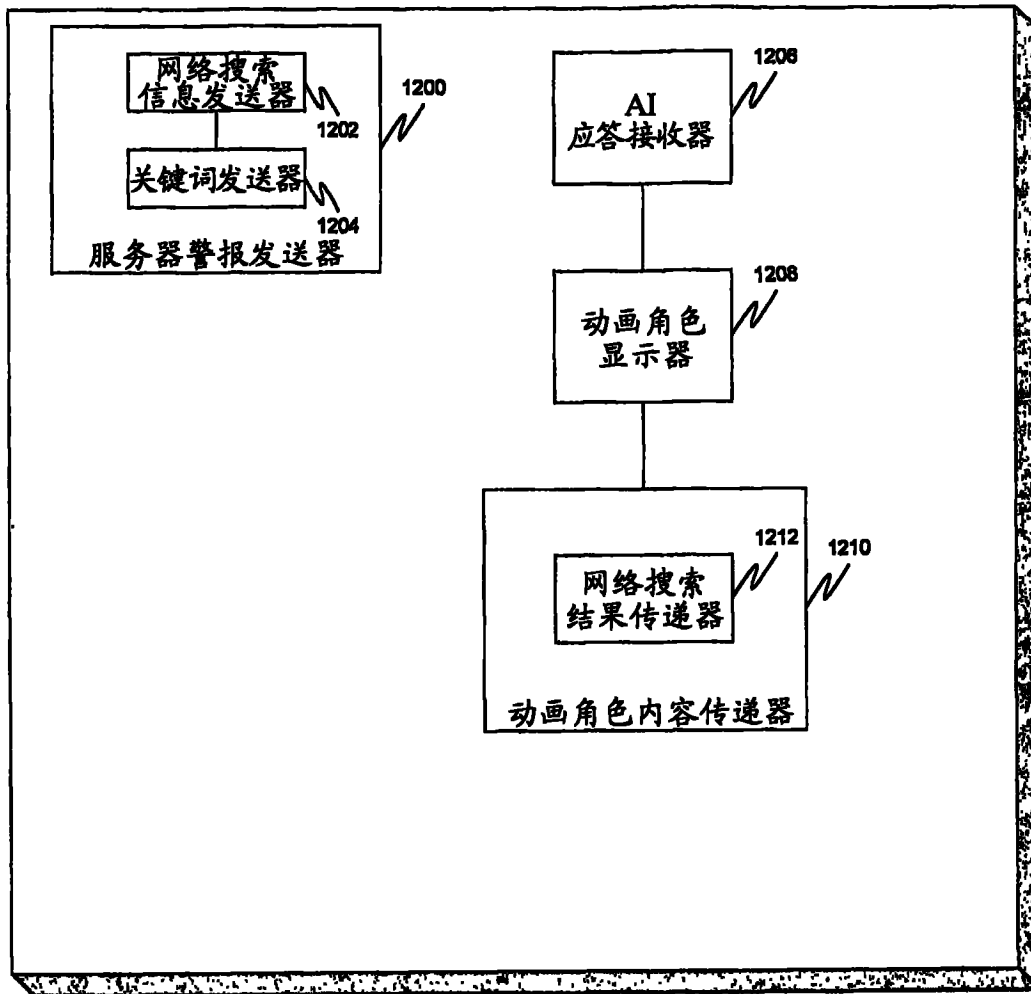 网络搜索
信息发送器
1202
1200
关键词发送器
1204
服务器警报发送器
1206
AI
应答接收器
1208
动画角色
显示器
1212
1210
网络搜索
结果传递器
动画角色内容传递器